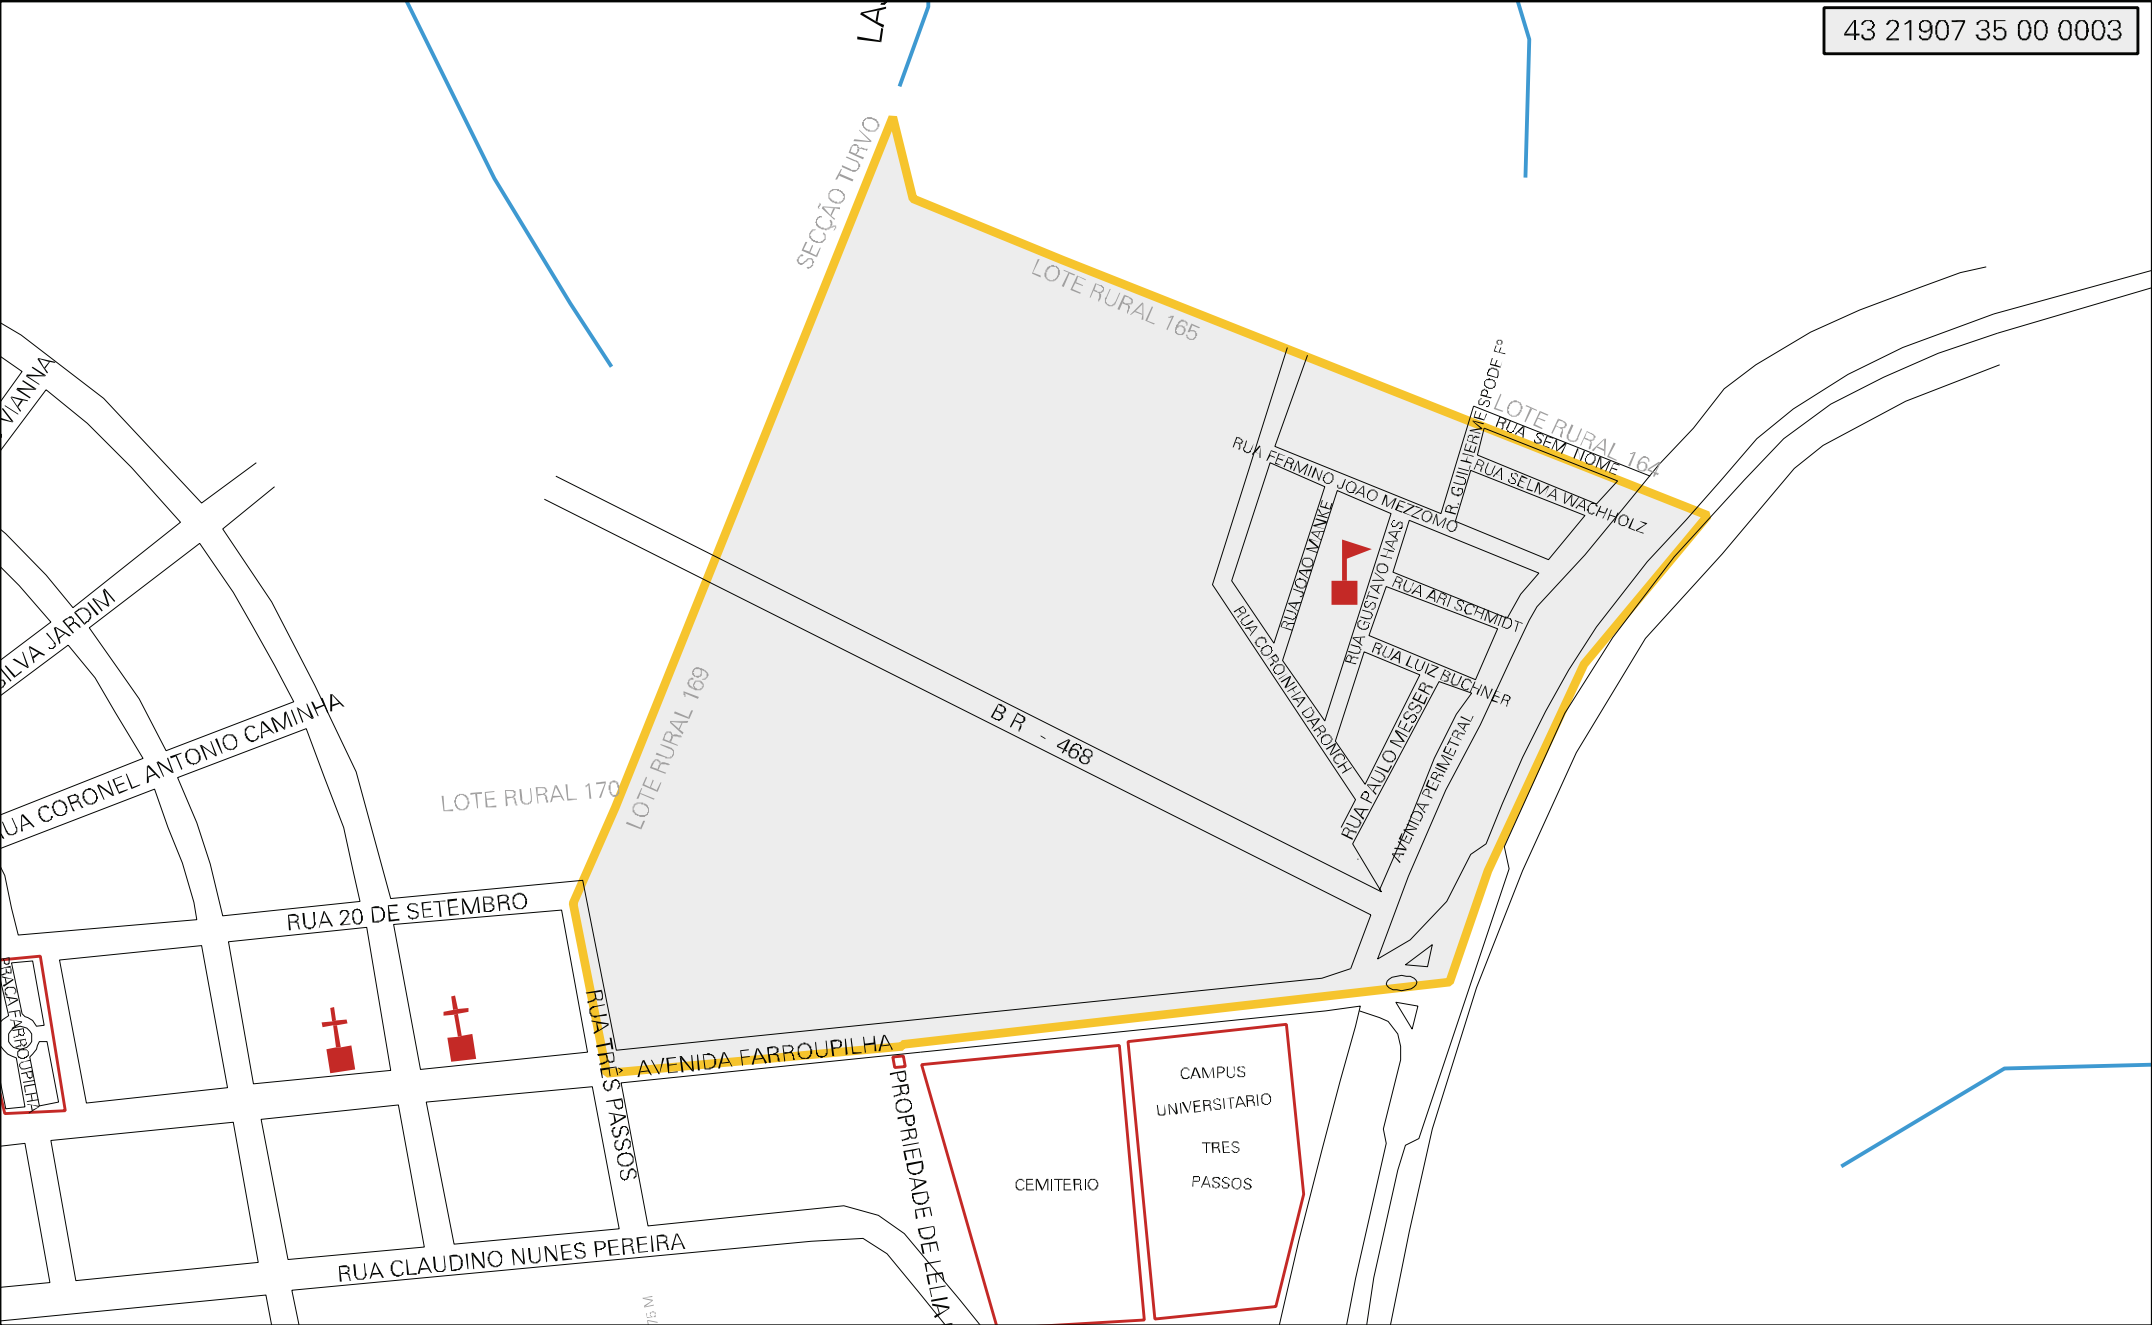 43 21907 35 00 0003
SECÇÃO TURVO
LOTE RURAL 165
LOTE RURAL 164
R. GUILHERME SPODE Fº
RUA SEM NOME
RUA SELMA WACHHOLZ
RUA FERMINO JOAO MEZZOMO
RUA JOAO MANKE
RUA GUSTAVO HAAS
RUA ARI SCHMIDT
RUA LUIZ BUCHNER
RUA COROINHA DARONCH
RUA PAULO MESSER
AVENIDA PERIMETRAL
BR - 468
LOTE RURAL 169
LOTE RURAL 170
VIANNA
SILVA JARDIM
RUA CORONEL ANTONIO CAMINHA
RUA 20 DE SETEMBRO
PRAÇA FARROUPILHA
RUA TRÊS PASSOS
AVENIDA FARROUPILHA
PROPRIEDADE DE LELIA
CEMITERIO
CAMPUS
UNIVERSITARIO
TRES
PASSOS
RUA CLAUDINO NUNES PEREIRA